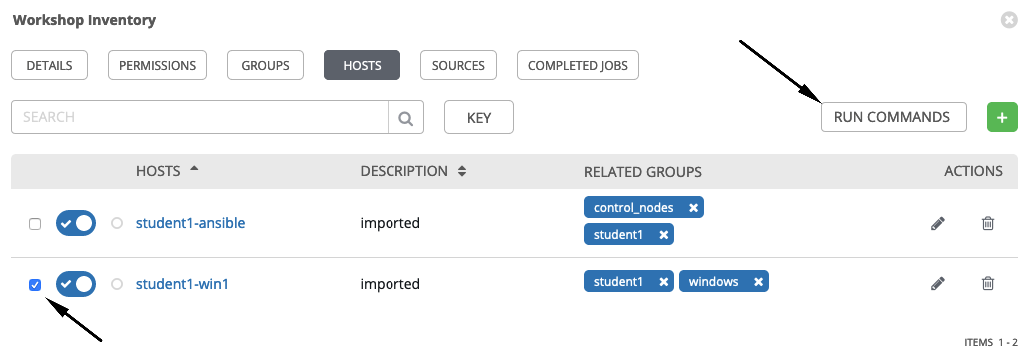 Workshop Inventory
DETAILS PERMISSIONS GROUPS HOSTS SOURCES COMPLETED JOBS
SEARCH KEY RUN COMMANDS +
HOSTS DESCRIPTION RELATED GROUPS ACTIONS
student1-ansible imported control_nodes
student1
student1-win1 imported student1 windows
ITEMS 1 - 2